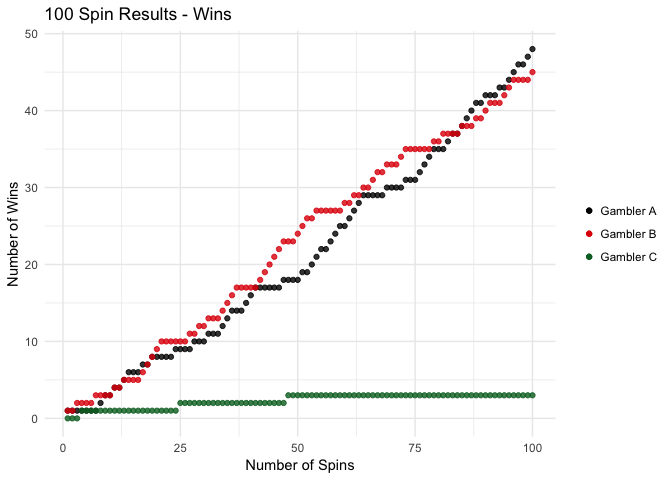 100 Spin Results - Wins
Number of Wins
50
40
30
20
10
0
0 25 50 75 100
Number of Spins
Gambler A
Gambler B
Gambler C